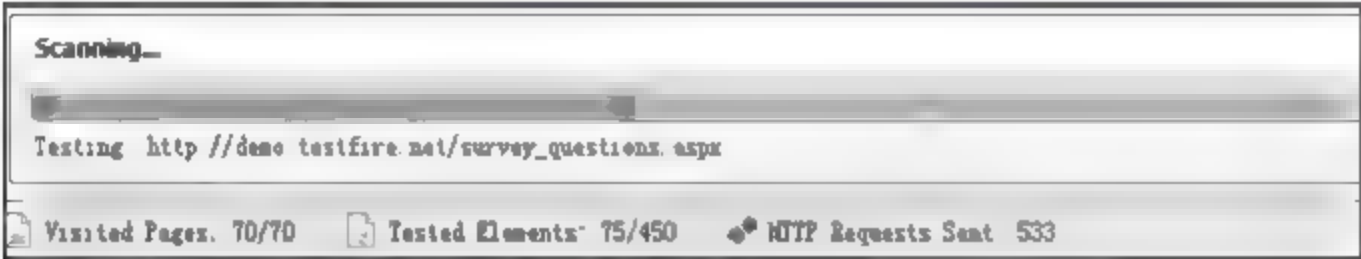 Scanning...
Testing http://demo.testfire.net/survey_questions.aspx
Visited Pages: 70/70 Tested Elements: 75/450 HTTP Requests Sent 533